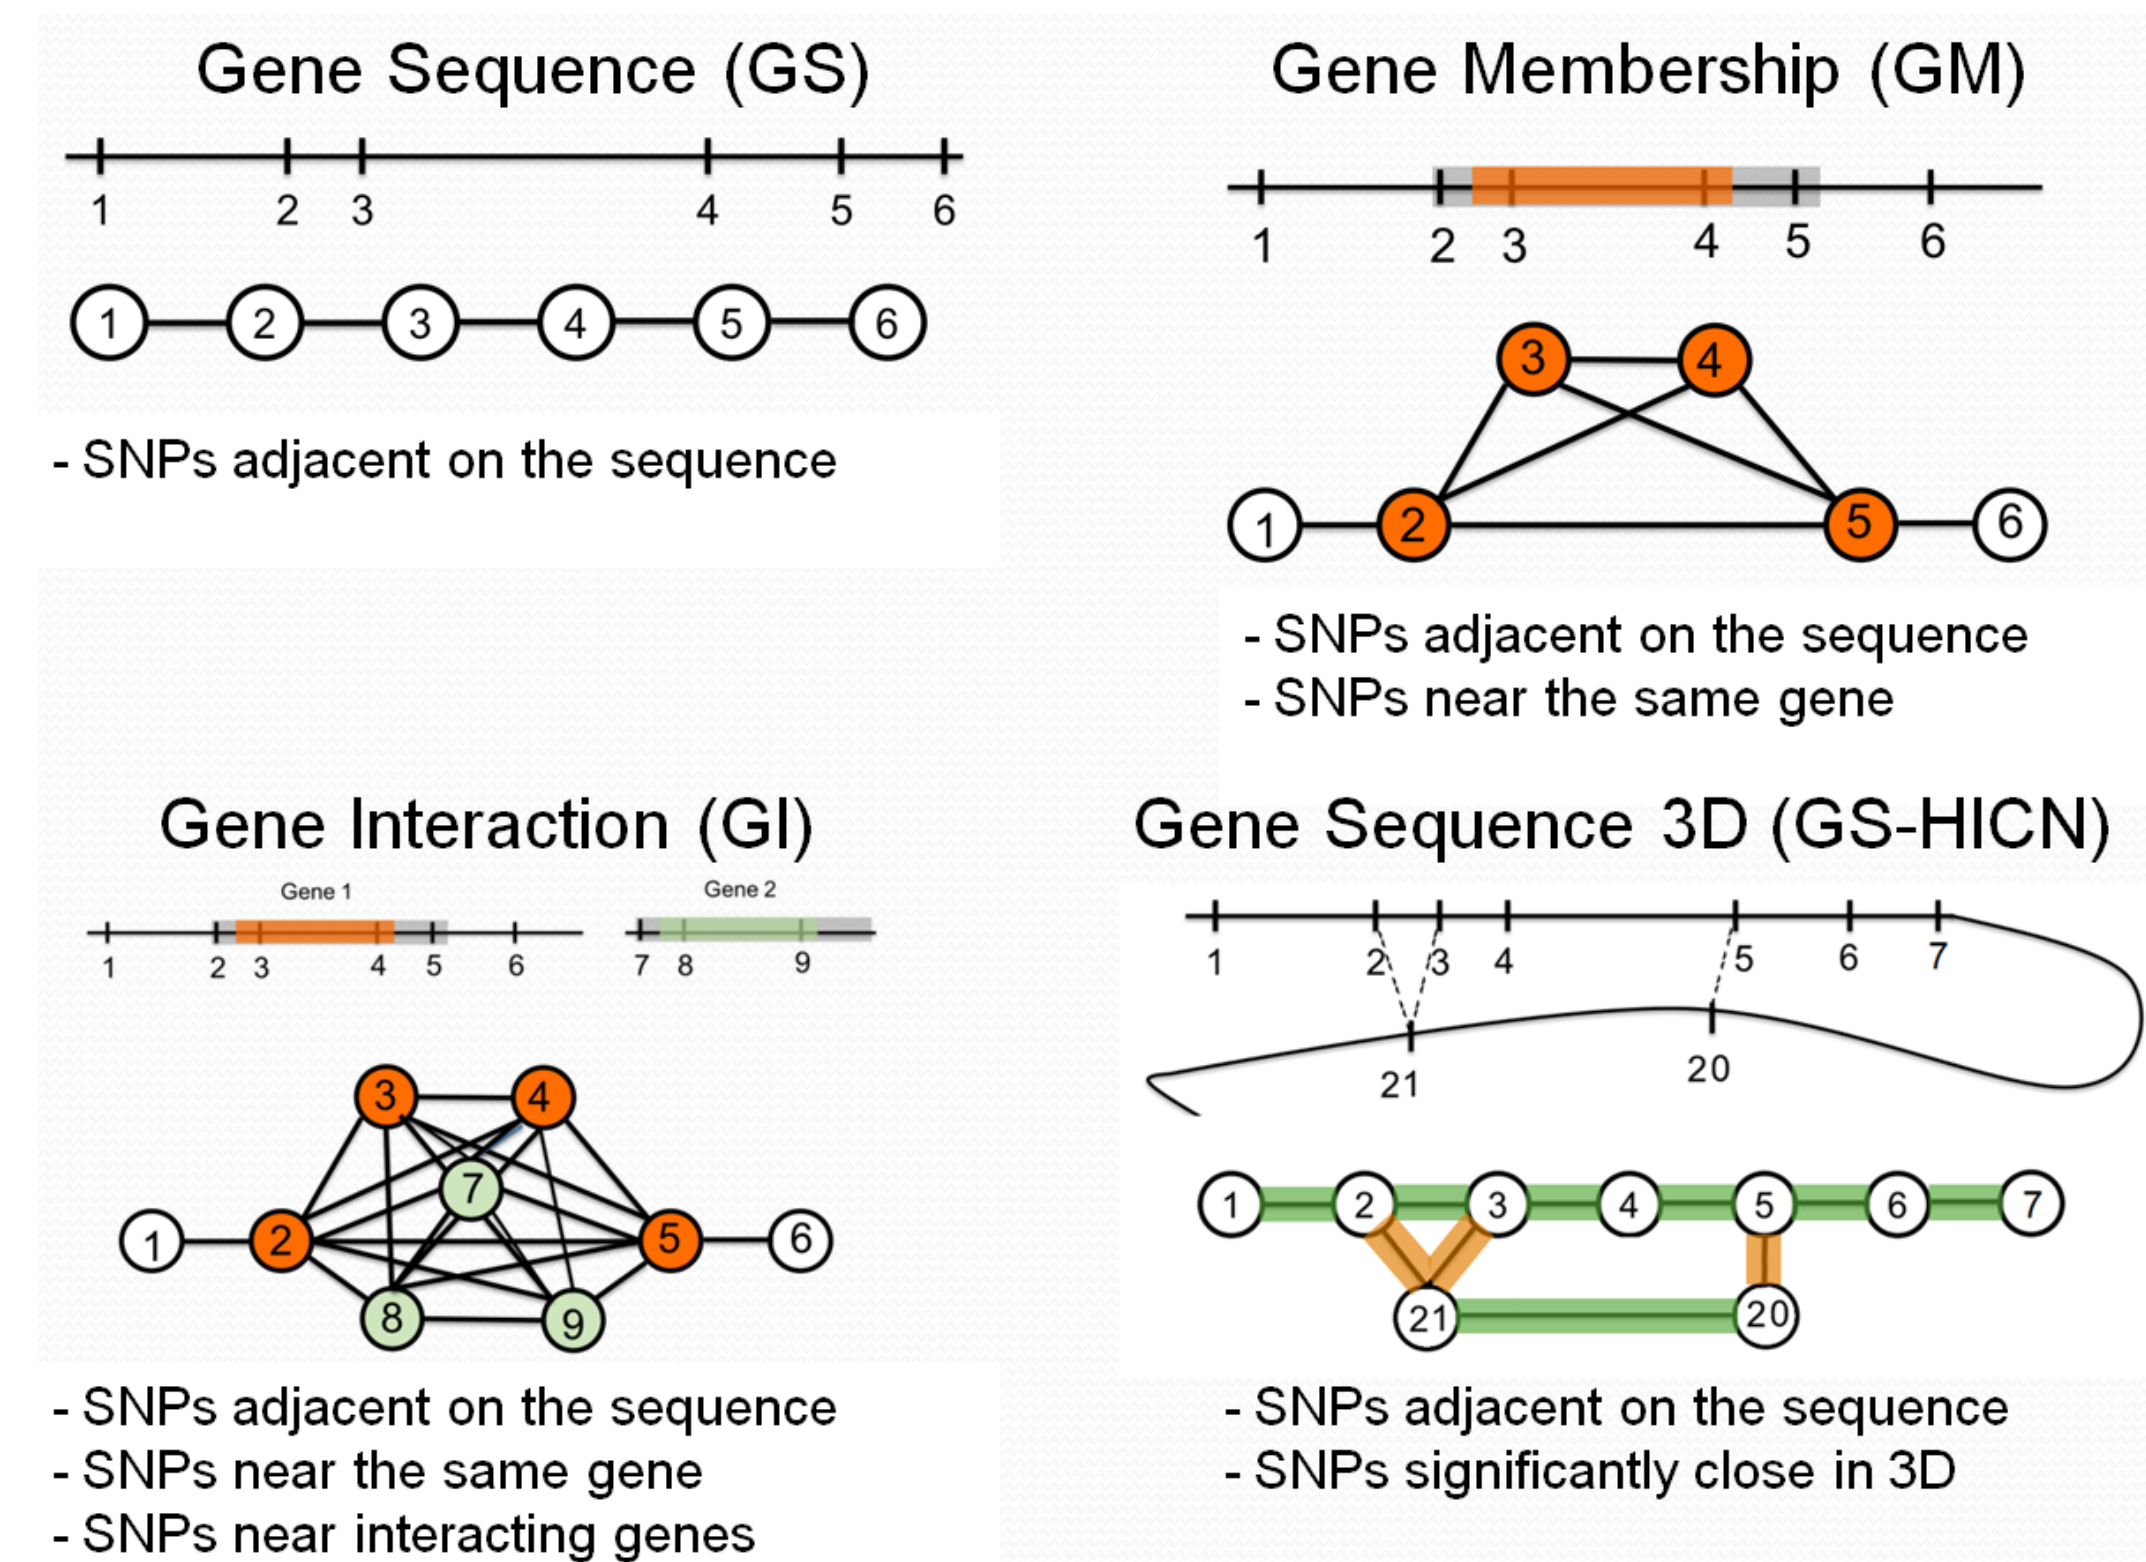 Gene Sequence (GS)
1 2 3 4 5 6
1 2 3 4 5 6
- SNPs adjacent on the sequence
Gene Membership (GM)
1 2 3 4 5 6
3 4
1 2 5 6
- SNPs adjacent on the sequence
- SNPs near the same gene
Gene Interaction (GI)
Gene 1 Gene 2
1 2 3 4 5 6 7 8 9
3 4
7
1 2 5 6
8 9
- SNPs adjacent on the sequence
- SNPs near the same gene
- SNPs near interacting genes
Gene Sequence 3D (GS-HICN)
1 2 3 4 5 6 7
21 20
1 2 3 4 5 6 7
21 20
- SNPs adjacent on the sequence
- SNPs significantly close in 3D